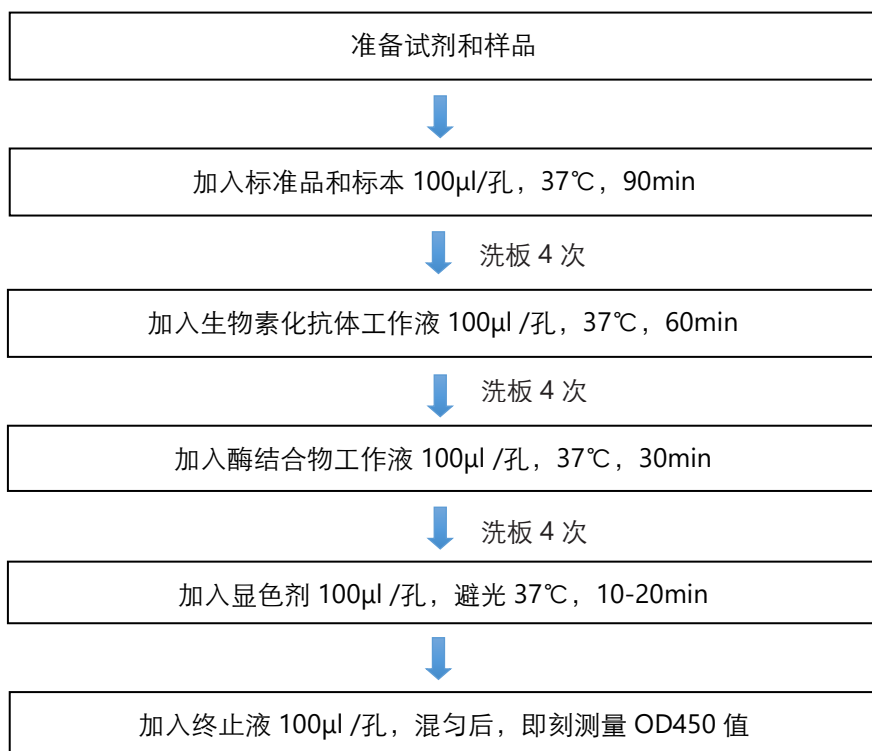 准备试剂和样品
加入标准品和标本 100μl/孔，37℃，90min
洗板 4 次
加入生物素化抗体工作液 100μl /孔，37℃，60min
洗板 4 次
加入酶结合物工作液 100μl /孔，37℃，30min
洗板 4 次
加入显色剂 100μl /孔，避光 37℃，10-20min
加入终止液 100μl /孔，混匀后，即刻测量 OD450 值